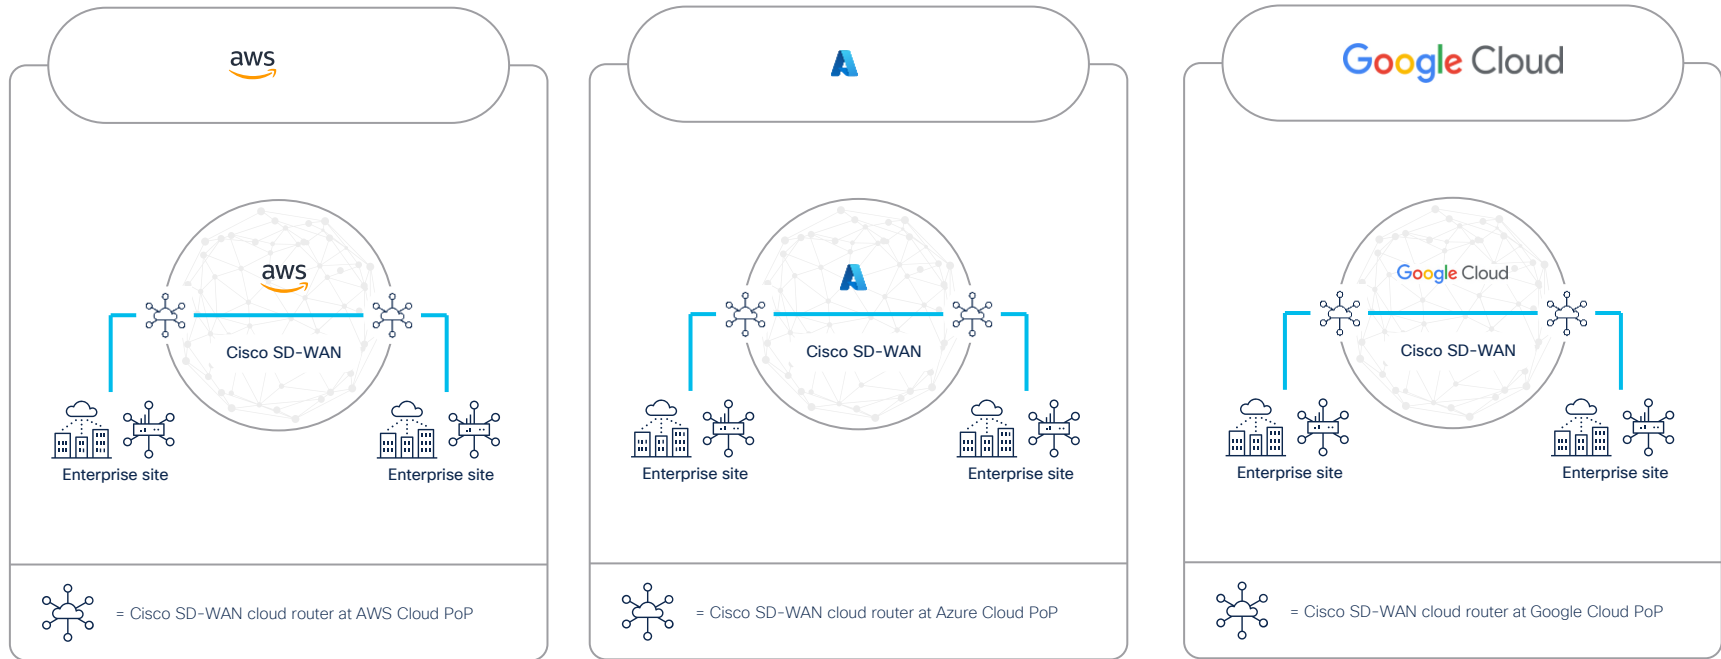 aws
aws
Cisco SD-WAN
Enterprise site
Enterprise site
= Cisco SD-WAN cloud router at AWS Cloud PoP
Cisco SD-WAN
Enterprise site
Enterprise site
= Cisco SD-WAN cloud router at Azure Cloud PoP
Google Cloud
Google Cloud
Cisco SD-WAN
Enterprise site
Enterprise site
= Cisco SD-WAN cloud router at Google Cloud PoP